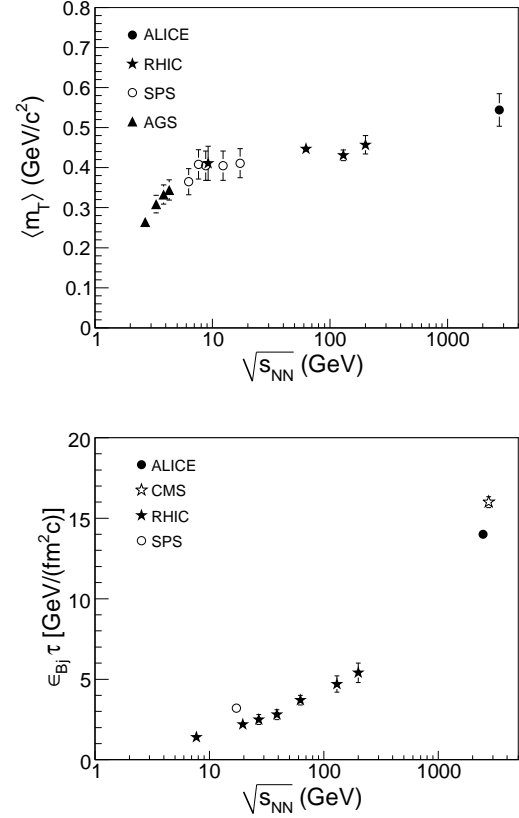 0.8
0.7
0.6
0.5
0.4
0.3
0.2
0.1
0
⟨m_T⟩ (GeV/c²)
ALICE
RHIC
SPS
AGS
1 10 100 1000
√s_NN (GeV)
20
15
10
5
0
ϵ_Bj τ [GeV/(fm²c)]
ALICE
CMS
RHIC
SPS
1 10 100 1000
√s_NN (GeV)